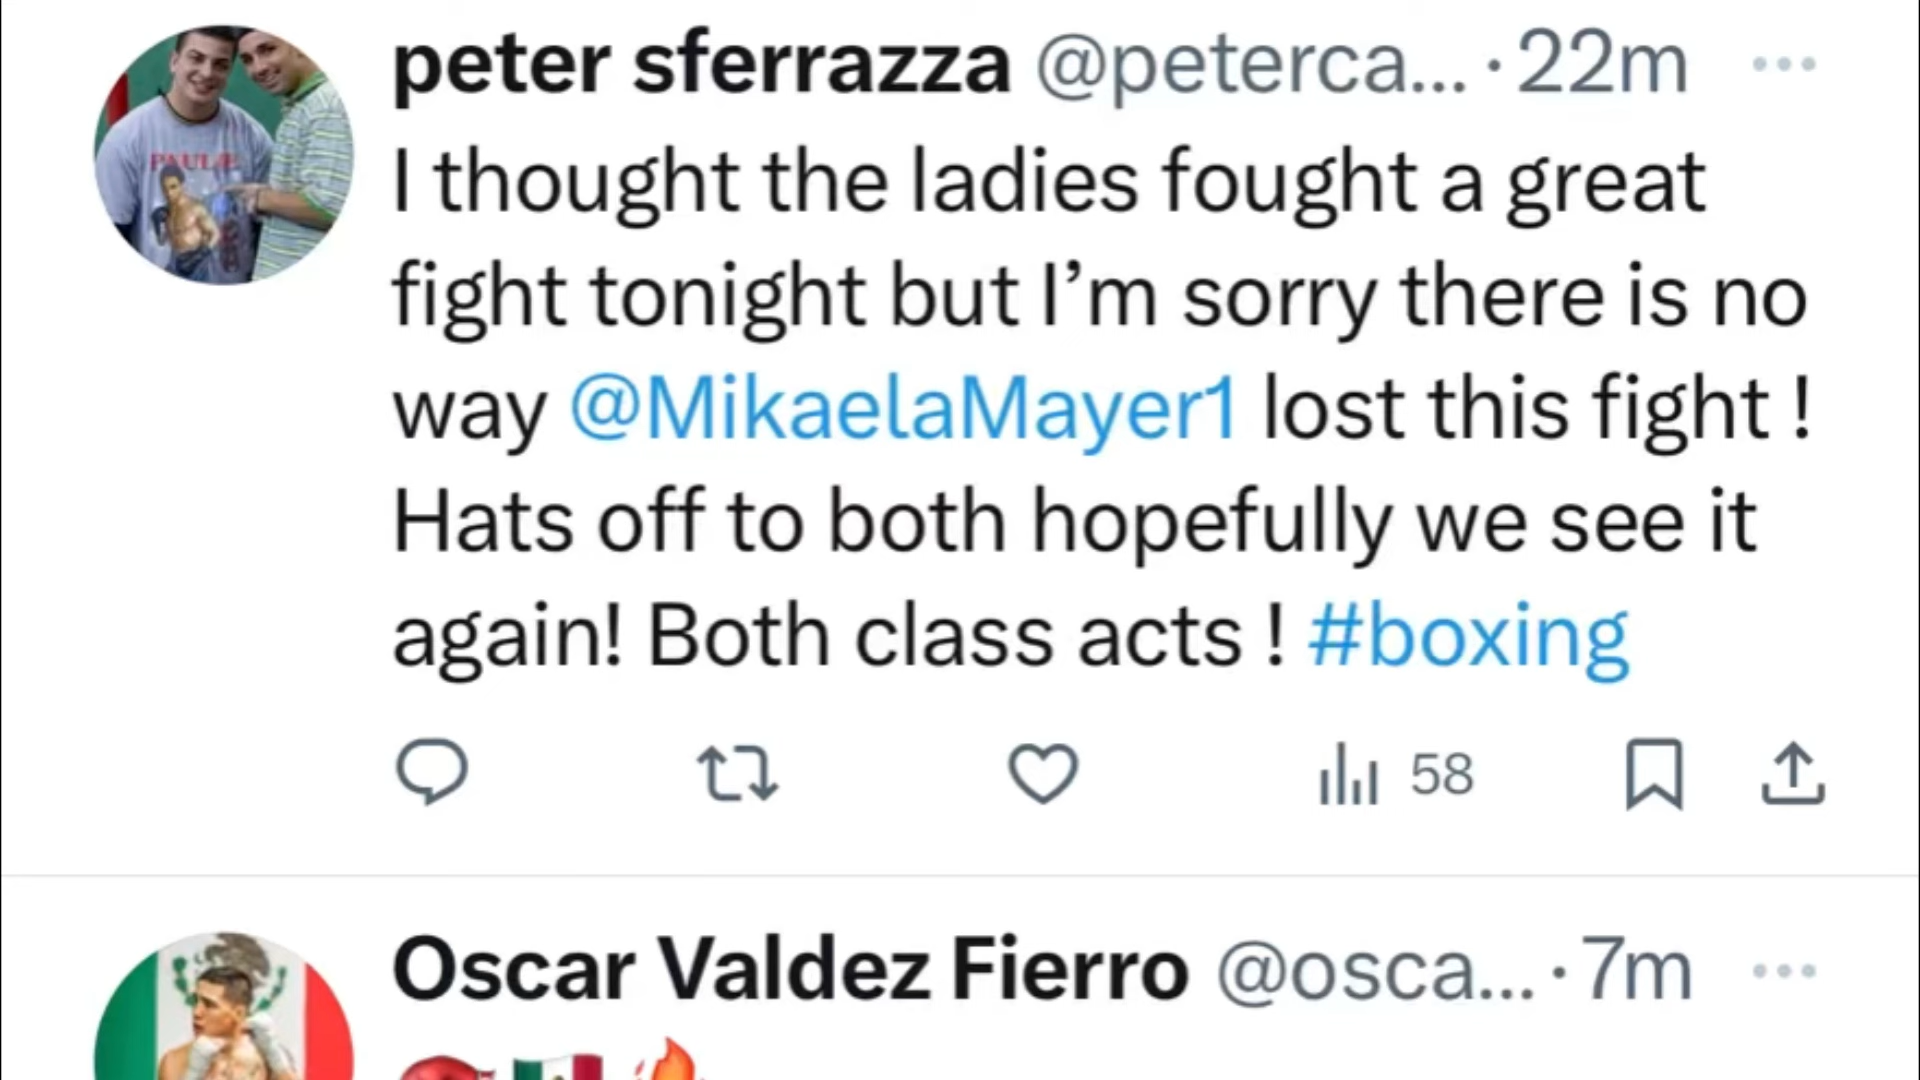 peter sferrazza @peterca... · 22m
I thought the ladies fought a great
fight tonight but I’m sorry there is no
way @MikaelaMayer1 lost this fight !
Hats off to both hopefully we see it
again! Both class acts ! #boxing
58
Oscar Valdez Fierro @osca... · 7m